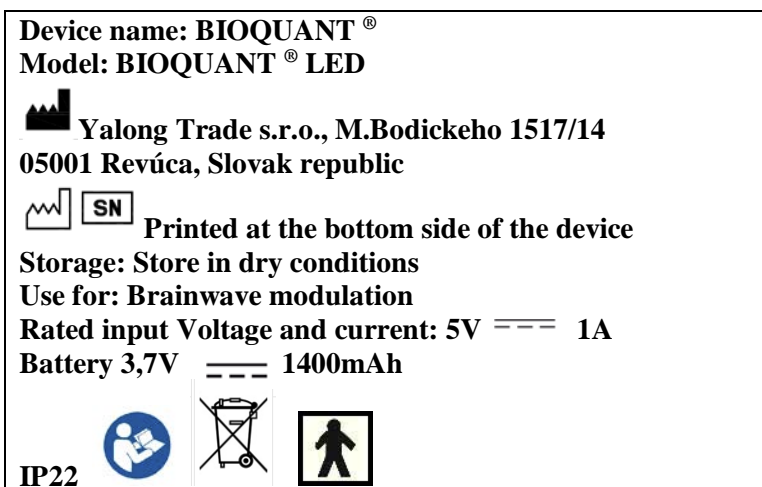 Device name: BIOQUANT ®
Model: BIOQUANT ® LED
Yalong Trade s.r.o., M.Bodickeho 1517/14
05001 Revúca, Slovak republic
SN Printed at the bottom side of the device
Storage: Store in dry conditions
Use for: Brainwave modulation
Rated input Voltage and current: 5V 1A
Battery 3,7V 1400mAh
IP22